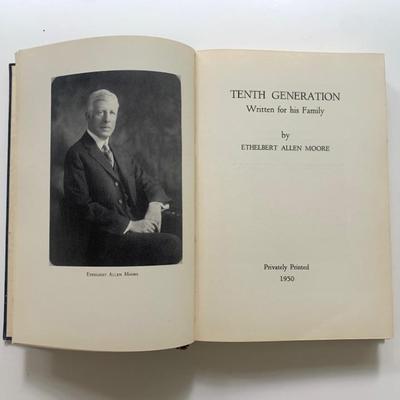 Ethelbert Allen Moore
TENTH GENERATION
Written for his Family
by
ETHELBERT ALLEN MOORE
Privately Printed
1950